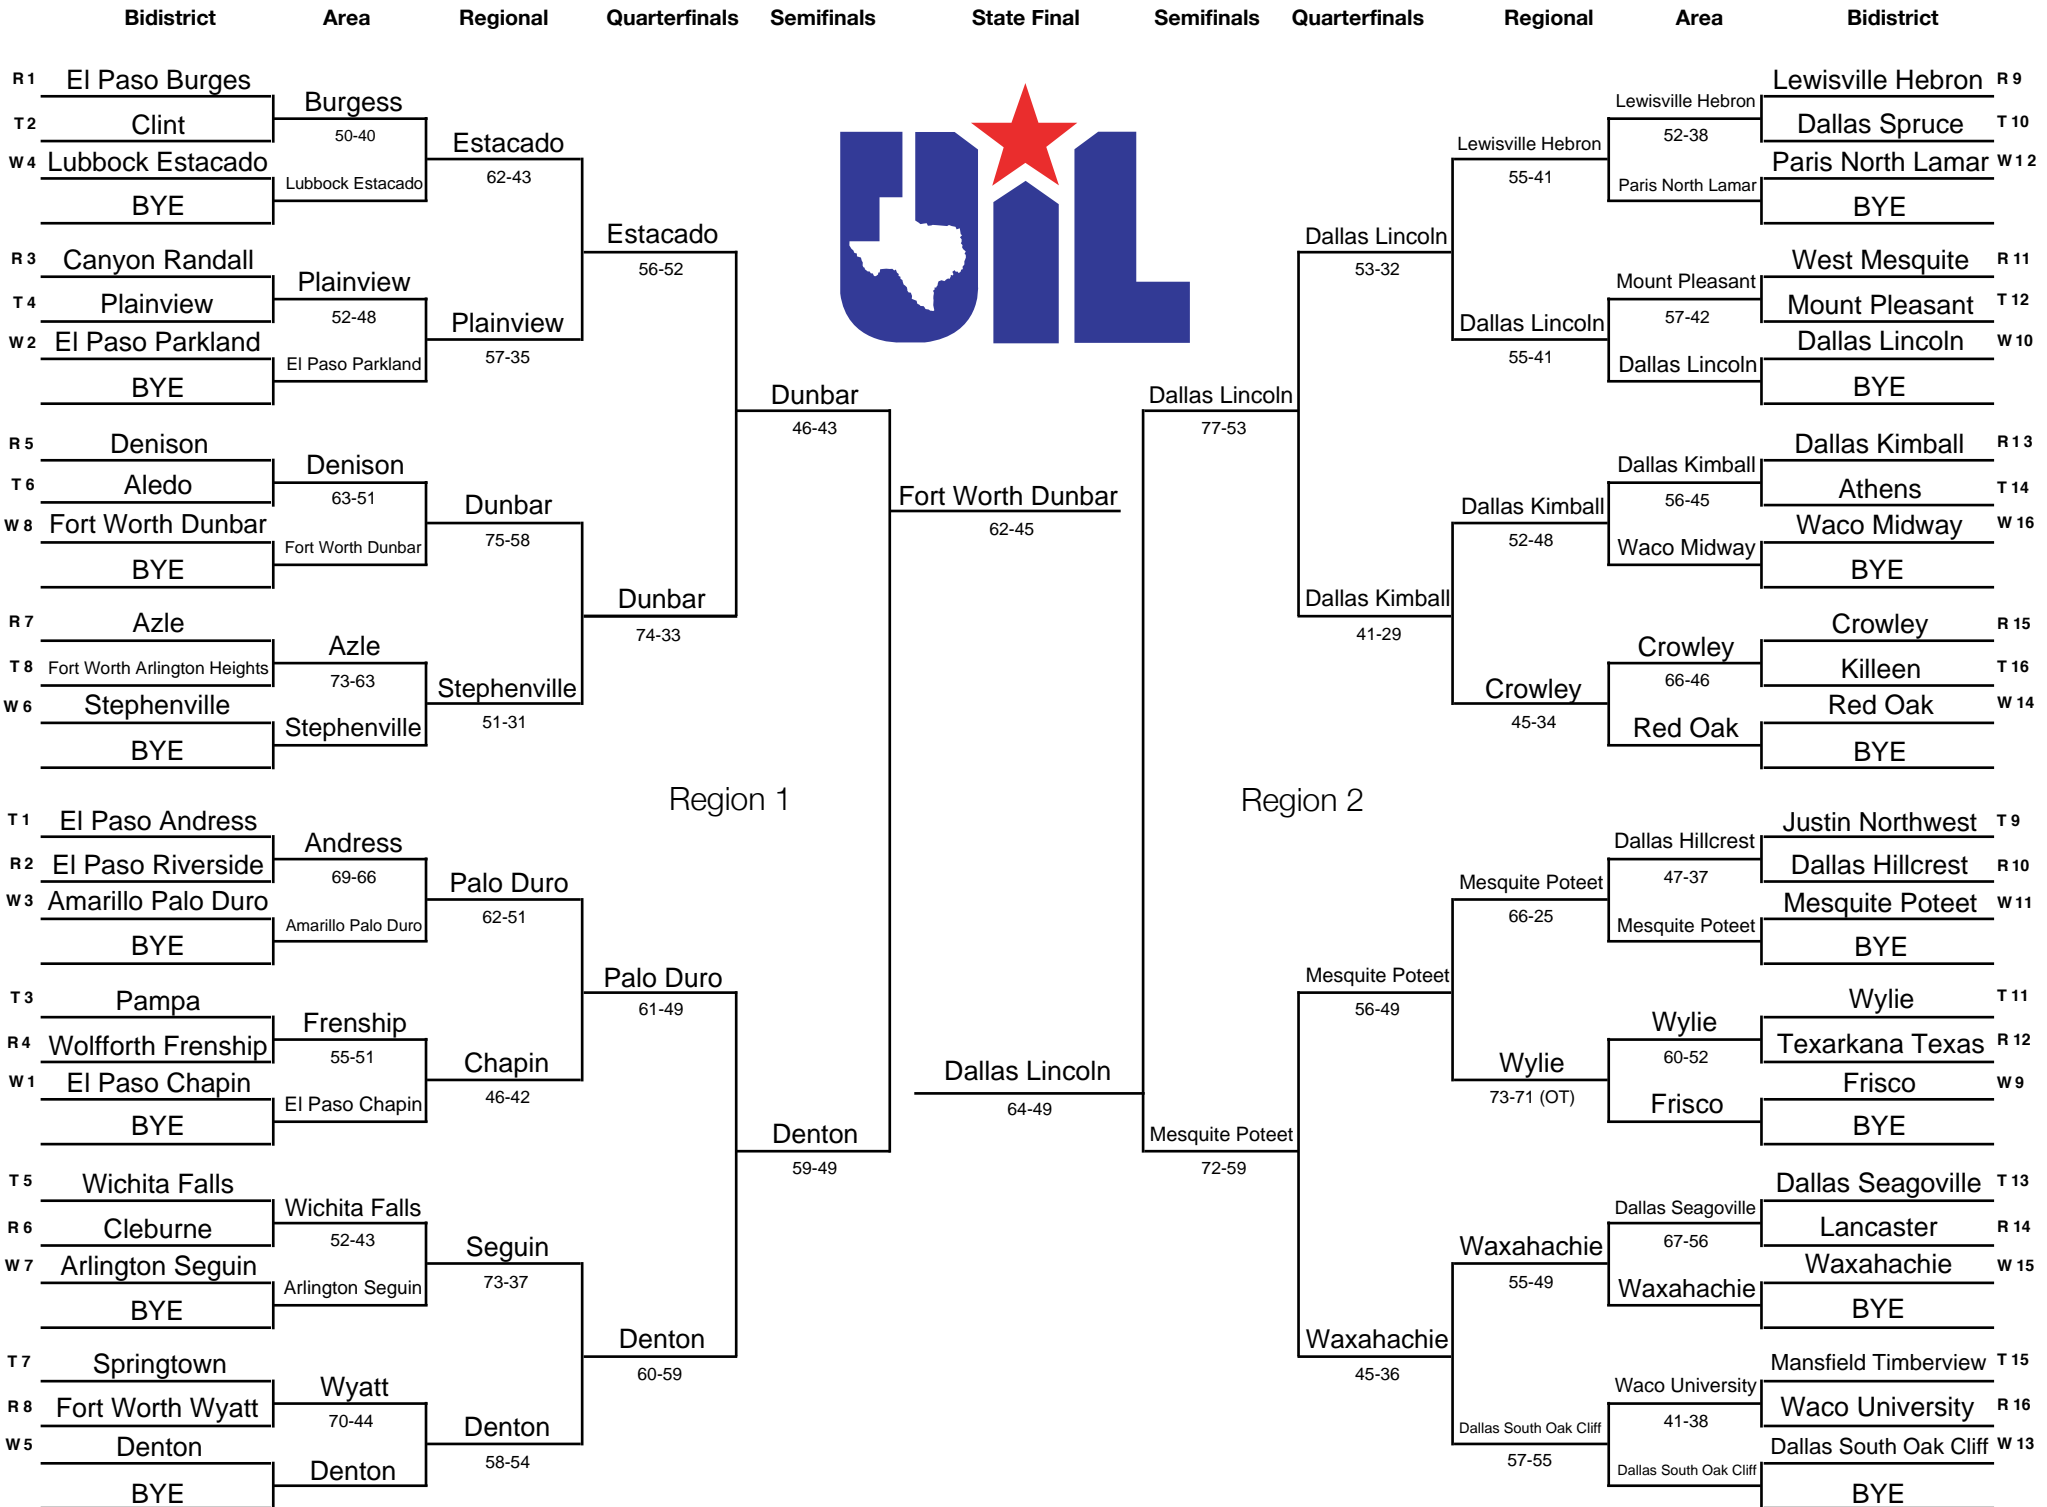 Bidistrict Area Regional Quarterfinals Semifinals State Final Semifinals Quarterfinals Regional Area Bidistrict
R 1 El Paso Burges
Burgess
T 2 Clint
50-40
Estacado
W 4 Lubbock Estacado
62-43
Lubbock Estacado
BYE
Estacado
56-52
R 3 Canyon Randall
Plainview
T 4 Plainview
52-48
Plainview
W 2 El Paso Parkland
57-35
El Paso Parkland
BYE
Dunbar
46-43
R 5 Denison
Denison
T 6 Aledo
63-51
Dunbar
W 8 Fort Worth Dunbar
75-58
Fort Worth Dunbar
BYE
Dunbar
74-33
R 7 Azle
Azle
T 8 Fort Worth Arlington Heights
73-63
Stephenville
W 6 Stephenville
51-31
Stephenville
BYE
Fort Worth Dunbar
62-45
Region 1
T 1 El Paso Andress
Andress
R 2 El Paso Riverside
69-66
Palo Duro
W 3 Amarillo Palo Duro
62-51
Amarillo Palo Duro
BYE
Palo Duro
61-49
T 3 Pampa
Frenship
R 4 Wolfforth Frenship
55-51
Chapin
W 1 El Paso Chapin
46-42
El Paso Chapin
BYE
Denton
59-49
T 5 Wichita Falls
Wichita Falls
R 6 Cleburne
52-43
Seguin
W 7 Arlington Seguin
73-37
Arlington Seguin
BYE
Denton
60-59
T 7 Springtown
Wyatt
R 8 Fort Worth Wyatt
70-44
Denton
W 5 Denton
58-54
Denton
BYE
UIL
Lewisville Hebron R 9
Lewisville Hebron
Dallas Spruce T 10
52-38
Lewisville Hebron
Paris North Lamar W 1 2
55-41
Paris North Lamar
BYE
Dallas Lincoln
53-32
West Mesquite R 11
Mount Pleasant
Mount Pleasant T 12
57-42
Dallas Lincoln
Dallas Lincoln W 10
55-41
Dallas Lincoln
BYE
Dallas Lincoln
77-53
Dallas Kimball R 1 3
Dallas Kimball
Athens T 14
56-45
Dallas Kimball
Waco Midway W 16
52-48
Waco Midway
BYE
Dallas Kimball
41-29
Crowley R 15
Crowley
Killeen T 16
66-46
Crowley
Red Oak W 14
45-34
Red Oak
BYE
Region 2
Dallas Lincoln
64-49
Justin Northwest T 9
Dallas Hillcrest
Dallas Hillcrest R 10
47-37
Mesquite Poteet
Mesquite Poteet W 11
66-25
Mesquite Poteet
BYE
Mesquite Poteet
56-49
Wylie T 11
Wylie
Texarkana Texas R 12
60-52
Wylie
Frisco W 9
73-71 (OT)
Frisco
BYE
Mesquite Poteet
72-59
Dallas Seagoville T 13
Dallas Seagoville
Lancaster R 14
67-56
Waxahachie
Waxahachie W 15
55-49
Waxahachie
BYE
Waxahachie
45-36
Mansfield Timberview T 15
Waco University
Waco University R 16
41-38
Dallas South Oak Cliff
Dallas South Oak Cliff W 13
57-55
Dallas South Oak Cliff
BYE